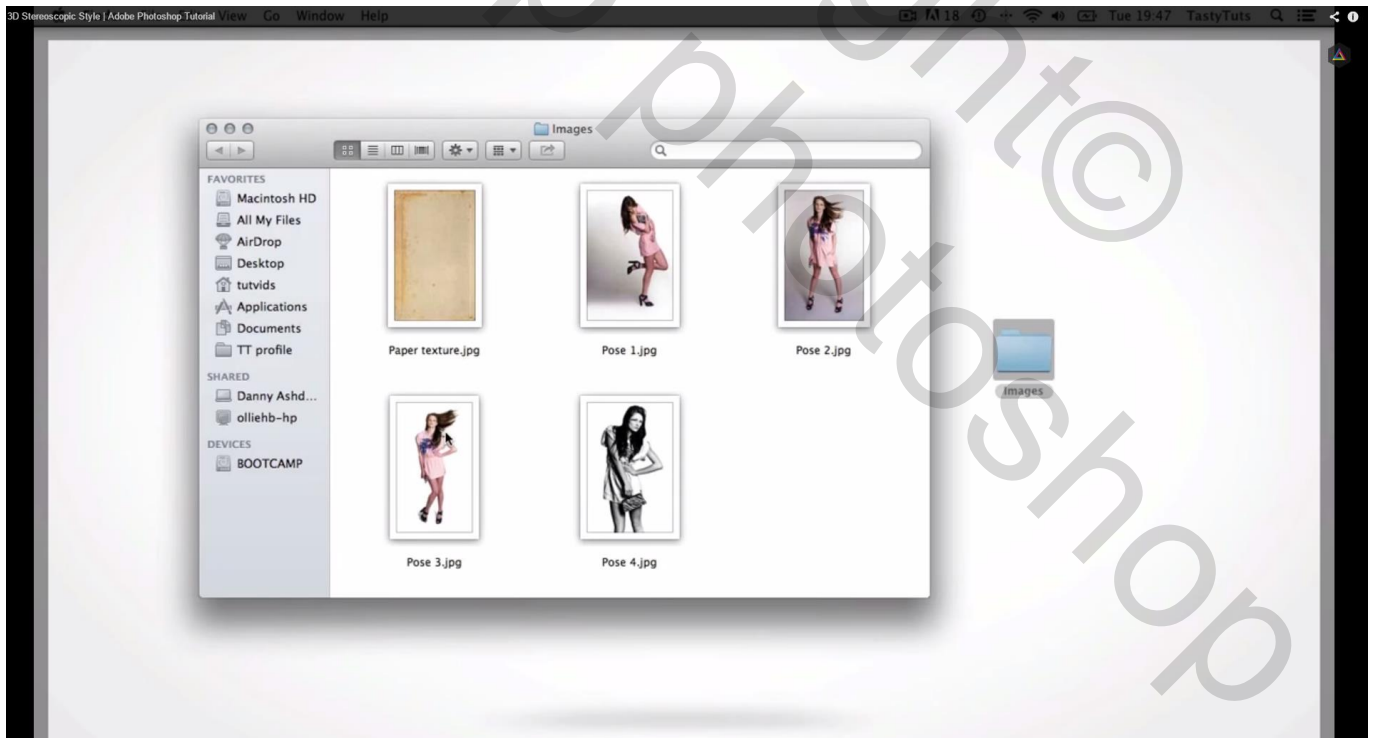 3D Stereoscopic Style | Adobe Photoshop Tutorial View Go Window Help 18 Tue 19:47 TastyTuts
Images
FAVORITES
Macintosh HD
All My Files
AirDrop
Desktop
tutvids
Applications
Documents
TT profile
SHARED
Danny Ashd...
olliehb-hp
DEVICES
BOOTCAMP
Paper texture.jpg
Pose 1.jpg
Pose 2.jpg
Pose 3.jpg
Pose 4.jpg
Images
photoshop